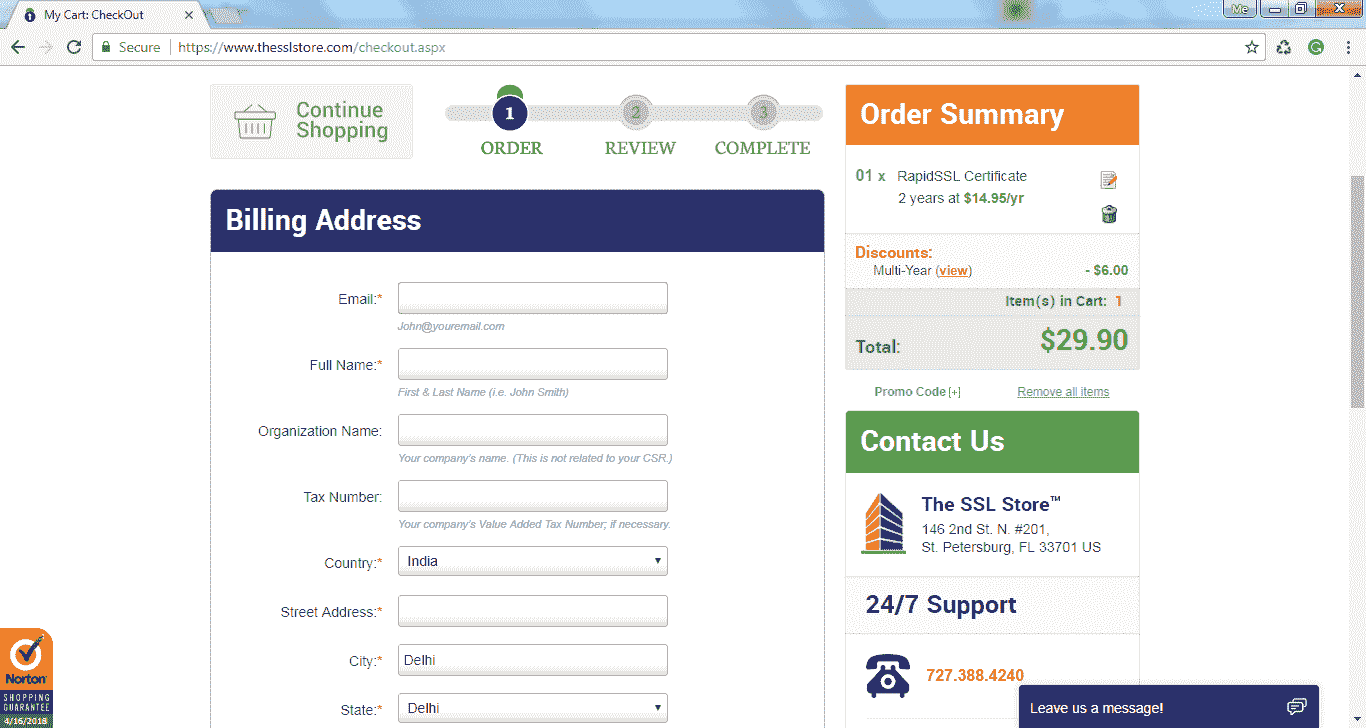 My Cart: CheckOut
Me
Secure
https://www.thesslstore.com/checkout.aspx
Continue
Shopping
1
2
3
ORDER
REVIEW
COMPLETE
Billing Address
Email:*
John@youremail.com
Full Name:*
First & Last Name (i.e. John Smith)
Organization Name:
Your company's name. (This is not related to your CSR.)
Tax Number:
Your company's Value Added Tax Number; if necessary.
Country:*
India
Street Address:*
City:*
Delhi
State:*
Delhi
Order Summary
01 x RapidSSL Certificate
2 years at $14.95/yr
Discounts:
Multi-Year (view) - $6.00
Item(s) in Cart: 1
Total: $29.90
Promo Code [+]
Remove all items
Contact Us
The SSL Store™
146 2nd St. N. #201,
St. Petersburg, FL 33701 US
24/7 Support
727.388.4240
Leave us a message!
Norton
SHOPPING
GUARANTEE
4/16/2018